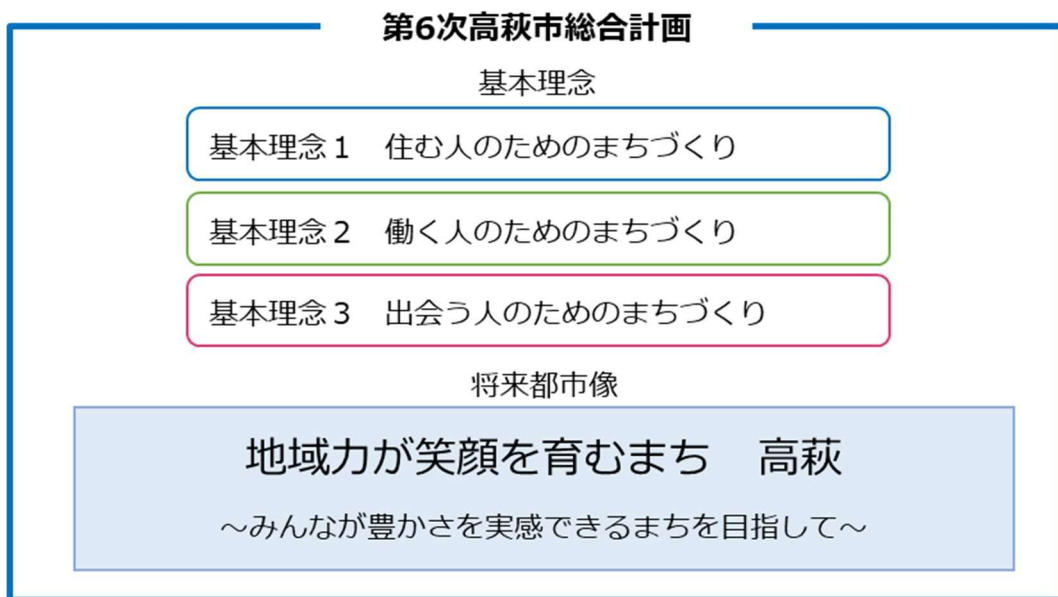 第6次高萩市総合計画
基本理念
基本理念１　住む人のためのまちづくり
基本理念２　働く人のためのまちづくり
基本理念３　出会う人のためのまちづくり
将来都市像
地域力が笑顔を育むまち　高萩
～みんなが豊かさを実感できるまちを目指して～